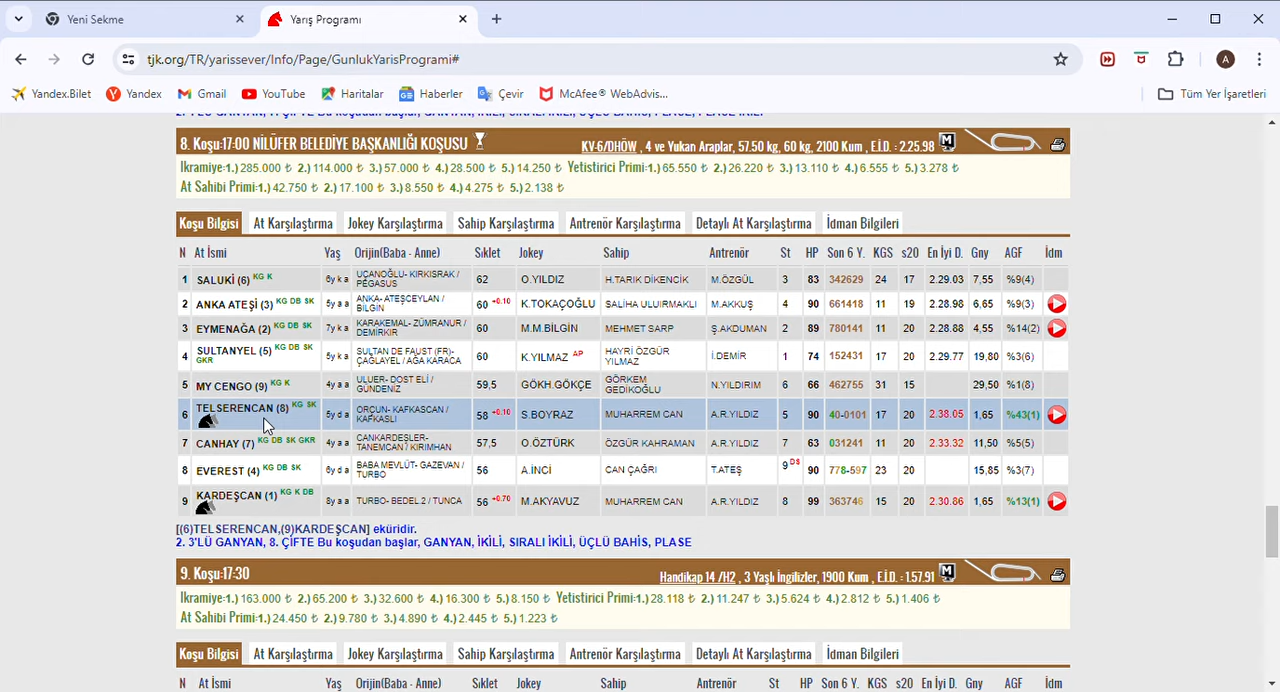 Yeni Sekme
Yarış Programı
tjk.org/TR/yarissever/Info/Page/GunlukYarisProgrami#
A
Yandex.Bilet Yandex Gmail YouTube Haritalar Haberler Çevir McAfee® WebAdvis... Tüm Yer İşaretleri
8. Koşu:17:00 NİLÜFER BELEDİYE BAŞKANLIĞI KOŞUSU KV-6/DHÖW , 4 ve Yukarı Araplar, 57.50 kg, 60 kg, 2100 Kum , E.İ.D. : 2.25.98
İkramiye:1.) 285.000 ₺ 2.) 114.000 ₺ 3.) 57.000 ₺ 4.) 28.500 ₺ 5.) 14.250 ₺ Yetistirici Primi:1.) 65.550 ₺ 2.) 26.220 ₺ 3.) 13.110 ₺ 4.) 6.555 ₺ 5.) 3.278 ₺
At Sahibi Primi:1.) 42.750 ₺ 2.) 17.100 ₺ 3.) 8.550 ₺ 4.) 4.275 ₺ 5.) 2.138 ₺
Koşu Bilgisi At Karşılaştırma Jokey Karşılaştırma Sahip Karşılaştırma Antrenör Karşılaştırma Detaylı At Karşılaştırma İdman Bilgileri
N At İsmi Yaş Orijin(Baba - Anne) Sıklet Jokey Sahip Antrenör St HP Son 6 Y. KGS s20 En İyi D. Gny AGF İdm
1 SALUKİ (6) KG K 6y k a UÇANOĞLU- KIRKISRAK / PEGASUS 62 O.YILDIZ H.TARIK DİKENCİK M.ÖZGÜL 3 83 342629 24 17 2.29.03 7,55 %9(4)
2 ANKA ATEŞİ (3) KG DB SK 5y a a ANKA- ATEŞCEYLAN / BİLGİN 60 +0.10 K.TOKAÇOĞLU SALİHA ULUIRMAKLI M.AKKUŞ 4 90 661418 11 19 2.28.98 6,65 %9(3)
3 EYMENAĞA (2) KG DB SK 7y k a KARAKEMAL- ZÜMRANUR / DEMİRKIR 60 M.M.BİLGİN MEHMET SARP Ş.AKDUMAN 2 89 780141 11 20 2.28.88 4,55 %14(2)
4 SULTANYEL (5) KG DB SK GKR 5y k a SULTAN DE FAUST (FR)- ÇAĞLAYEL / AĞA KARACA 60 K.YILMAZ AP HAYRİ ÖZGÜR YILMAZ İ.DEMİR 1 74 152431 17 20 2.29.77 19,80 %3(6)
5 MY CENGO (9) KG K 4y a a ULUER- DOST ELİ / GÜNDENİZ 59,5 GÖKH.GÖKÇE GÖRKEM GEDİKOĞLU N.YILDIRIM 6 66 462755 31 15 29,50 %1(8)
6 TELSERENCAN (8) KG SK 5y d a ORÇUN- KAFKASCAN / KAFKASLI 58 +0.10 S.BOYRAZ MUHARREM CAN A.R.YILDIZ 5 90 40-0101 17 20 2.38.05 1,65 %43(1)
7 CANHAY (7) KG DB SK GKR 4y a a CANKARDEŞLER- TANEMCAN / KIRIMHAN 57,5 O.ÖZTÜRK ÖZGÜR KAHRAMAN A.R.YILDIZ 7 63 031241 11 20 2.33.32 11,50 %5(5)
8 EVEREST (4) KG DB SK 6y d a BABA MEVLÜT- GAZEVAN / TURBO 56 A.İNCİ CAN ÇAĞRI T.ATEŞ 9 DS 90 778-597 23 20 15,85 %3(7)
9 KARDEŞCAN (1) KG K DB 8y a a TURBO- BEDEL 2 / TUNCA 56 +0.70 M.AKYAVUZ MUHARREM CAN A.R.YILDIZ 8 99 363746 15 20 2.30.86 1,65 %13(1)
[(6)TELSERENCAN,(9)KARDEŞCAN] eküridir.
2. 3'LÜ GANYAN, 8. ÇİFTE Bu koşudan başlar, GANYAN, İKİLİ, SIRALI İKİLİ, ÜÇLÜ BAHİS, PLASE
9. Koşu:17:30 Handikap 14 /H2 , 3 Yaşlı İngilizler, 1900 Kum , E.İ.D. : 1.57.91
İkramiye:1.) 163.000 ₺ 2.) 65.200 ₺ 3.) 32.600 ₺ 4.) 16.300 ₺ 5.) 8.150 ₺ Yetistirici Primi:1.) 28.118 ₺ 2.) 11.247 ₺ 3.) 5.624 ₺ 4.) 2.812 ₺ 5.) 1.406 ₺
At Sahibi Primi:1.) 24.450 ₺ 2.) 9.780 ₺ 3.) 4.890 ₺ 4.) 2.445 ₺ 5.) 1.223 ₺
Koşu Bilgisi At Karşılaştırma Jokey Karşılaştırma Sahip Karşılaştırma Antrenör Karşılaştırma Detaylı At Karşılaştırma İdman Bilgileri
N At İsmi Yaş Orijin(Baba - Anne) Sıklet Jokey Sahip Antrenör St HP Son 6 Y. KGS s20 En İyi D. Gny AGF İdm